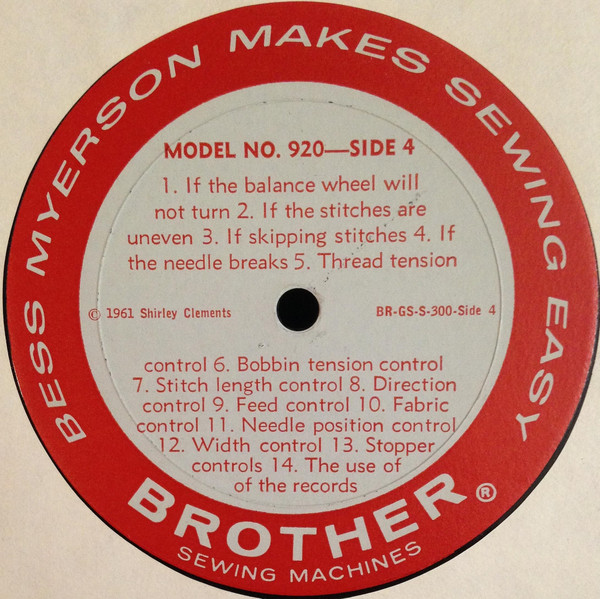 BESS MYERSON MAKES SEWING EASY
MODEL NO. 920—SIDE 4
1. If the balance wheel will
not turn 2. If the stitches are
uneven 3. If skipping stitches 4. If
the needle breaks 5. Thread tension
© 1961 Shirley Clements
BR-GS-S-300-Side 4
control 6. Bobbin tension control
7. Stitch length control 8. Direction
control 9. Feed control 10. Fabric
control 11. Needle position control
12. Width control 13. Stopper
controls 14. The use of
of the records
BROTHER®
SEWING MACHINES